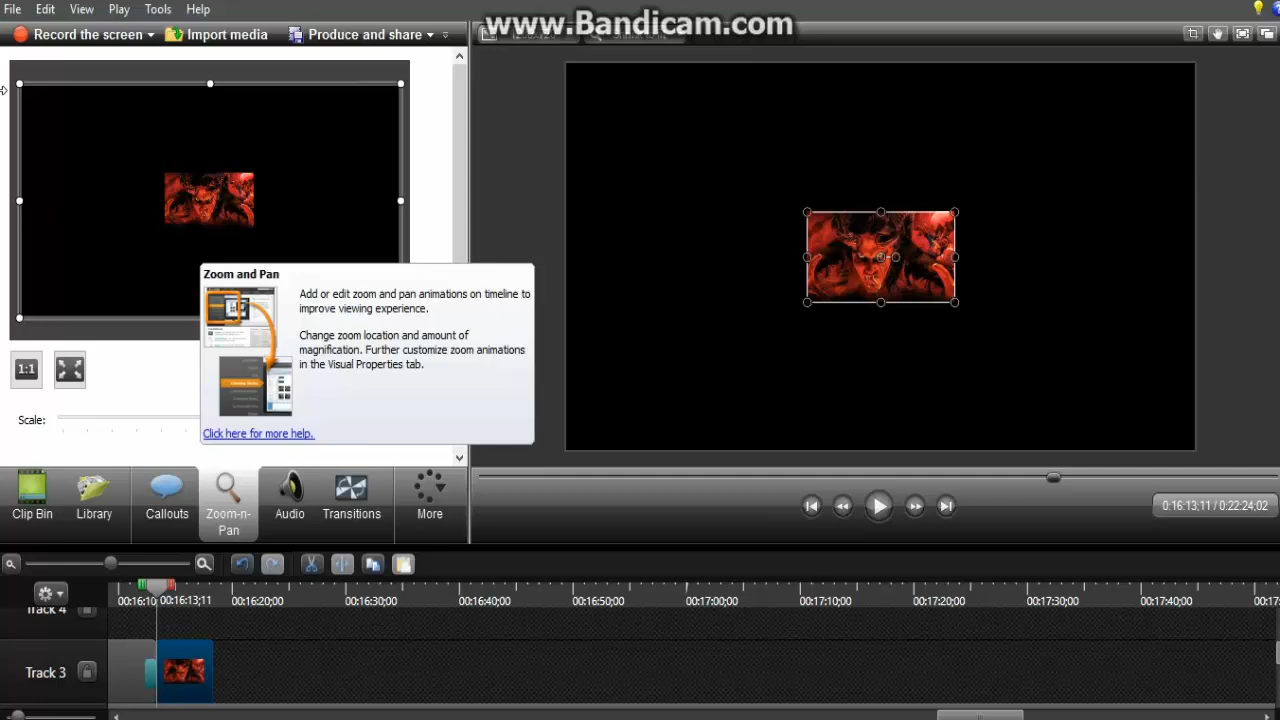 File Edit View Play Tools Help
www.Bandicam.com
Record the screen Import media Produce and share
Zoom and Pan
Add or edit zoom and pan animations on timeline to
improve viewing experience.
Change zoom location and amount of
magnification. Further customize zoom animations
in the Visual Properties tab.
Click here for more help.
1:1
Scale:
Clip Bin Library Callouts Zoom-n-
Pan Audio Transitions More
0:16:13;11 / 0:22:24;02
00:16:10 00:16:13;11 00:16:20;00 00:16:30;00 00:16:40;00 00:16:50;00 00:17:00;00 00:17:10;00 00:17:20;00 00:17:30;00 00:17:40;00 00:17
Track 4
Track 3